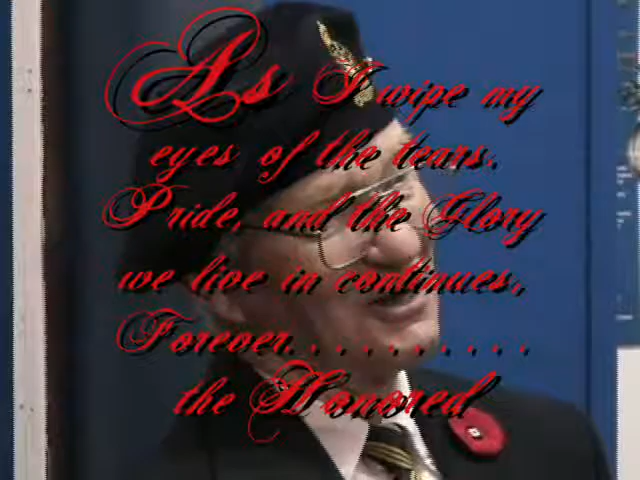 As I wipe my
eyes of the tears.
Pride, and the Glory
we live in continues,
Forever..........
the Honored